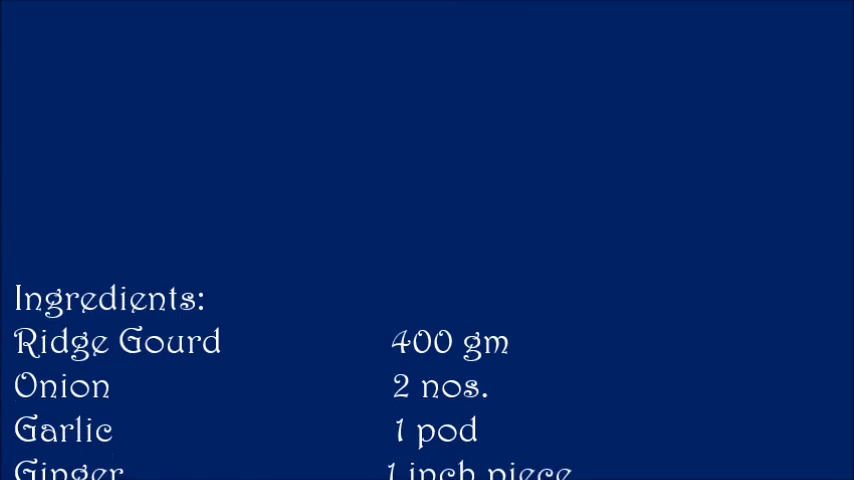 Ingredients:
Ridge Gourd 400 gm
Onion 2 nos.
Garlic 1 pod
Ginger 1 inch piece